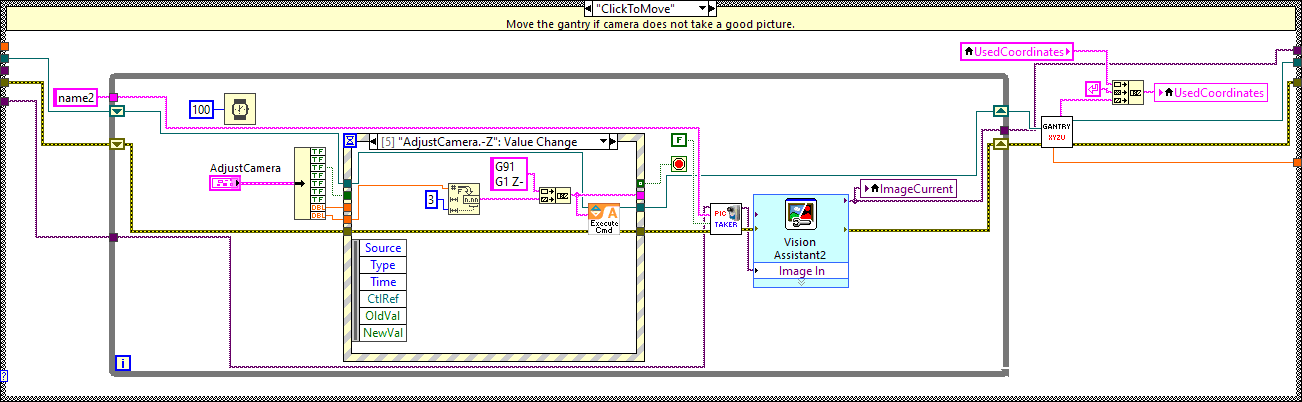 "ClickToMove"
Move the gantry if camera does not take a good picture.
UsedCoordinates
UsedCoordinates
name2
100
[5] "AdjustCamera.-Z": Value Change
AdjustCamera
TF
TF
TF
TF
TF
TF
DBL
DBL
G91
G1 Z-
3
#
F
n.nn
A
Execute
Cmd
F
PIC
TAKER
ImageCurrent
Vision
Assistant2
Image In
GANTRY
XYZU
Source
Type
Time
CtlRef
OldVal
NewVal
i
?